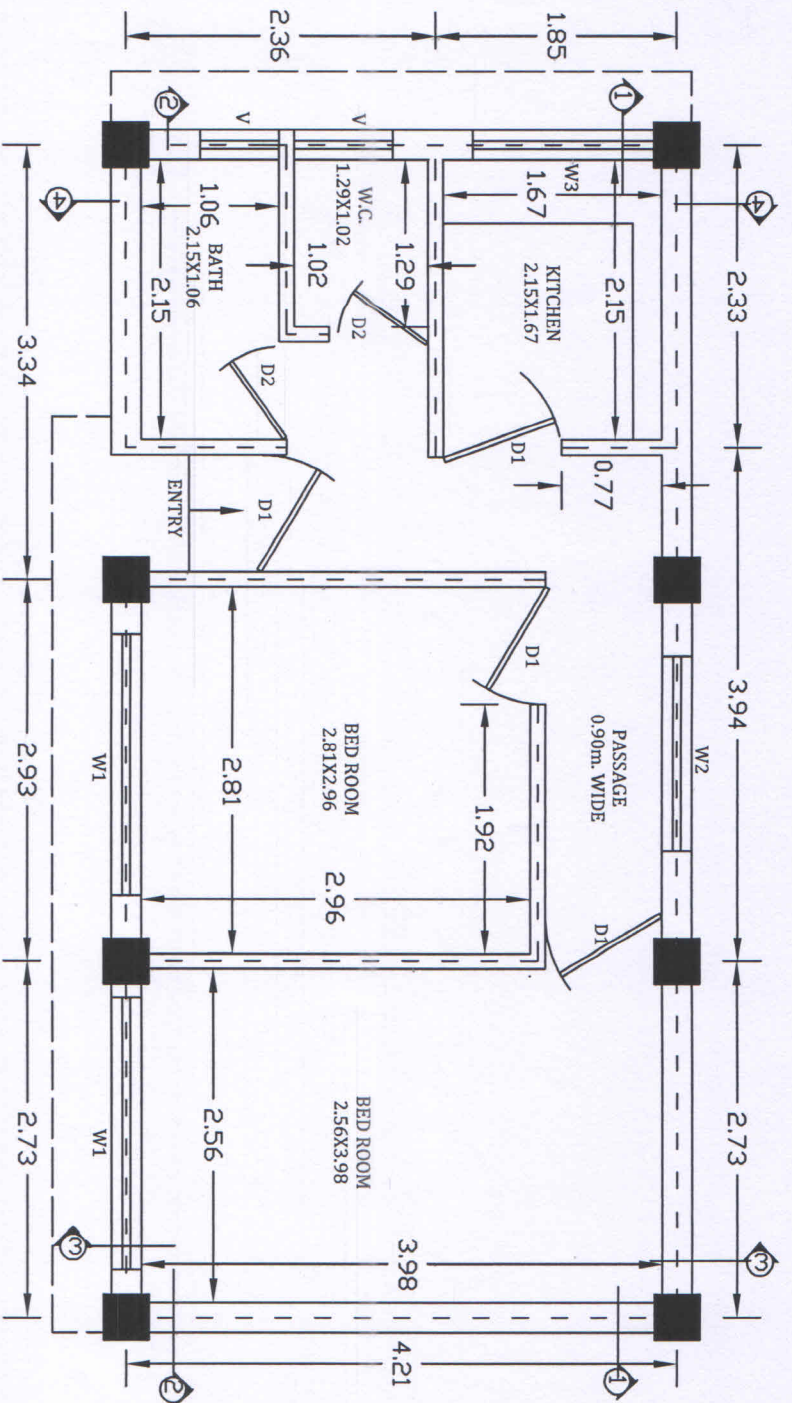 1.85
2.36
1
2
V
V
W3
4
4
1.67
1.06
W.C.
1.29X1.02
1.29
1.02
BATH
2.15X1.06
2.15
KITCHEN
2.15X1.67
2.15
2.33
3.34
D2
D2
D1
0.77
D1
ENTRY
D1
PASSAGE
0.90m. WIDE
W2
3.94
BED ROOM
2.81X2.96
2.81
1.92
2.96
W1
2.93
D1
BED ROOM
2.56X3.98
2.56
3.98
W1
2.73
2.73
3
3
4.21
1
2